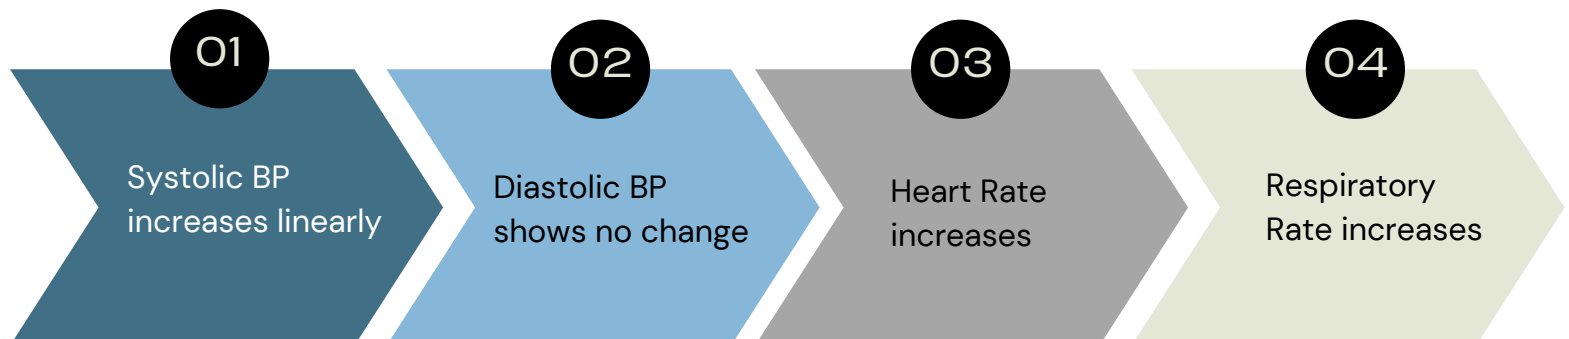 01
Systolic BP
increases linearly
02
Diastolic BP
shows no change
03
Heart Rate
increases
04
Respiratory
Rate increases